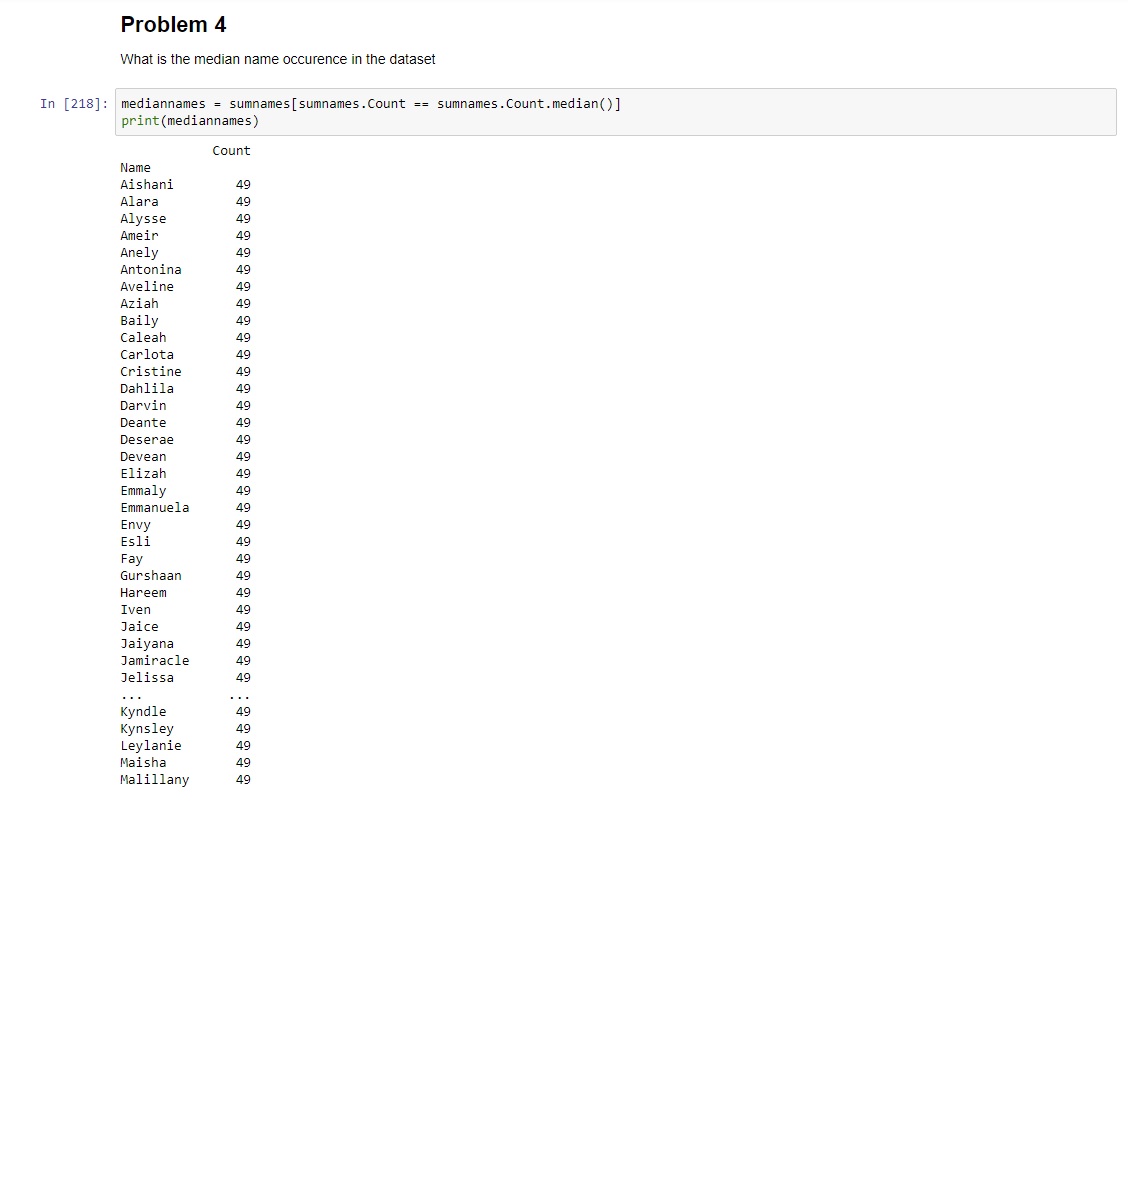 Problem 4
What is the median name occurence in the dataset
In [218]: mediannames = sumnames[sumnames.Count == sumnames.Count.median()]
print(mediannames)
Count
Name
Aishani 49
Alara 49
Alysse 49
Ameir 49
Anely 49
Antonina 49
Aveline 49
Aziah 49
Baily 49
Caleah 49
Carlota 49
Cristine 49
Dahlila 49
Darvin 49
Deante 49
Deserae 49
Devean 49
Elizah 49
Emmaly 49
Emmanuela 49
Envy 49
Esli 49
Fay 49
Gurshaan 49
Hareem 49
Iven 49
Jaice 49
Jaiyana 49
Jamiracle 49
Jelissa 49
... ...
Kyndle 49
Kynsley 49
Leylanie 49
Maisha 49
Malillany 49